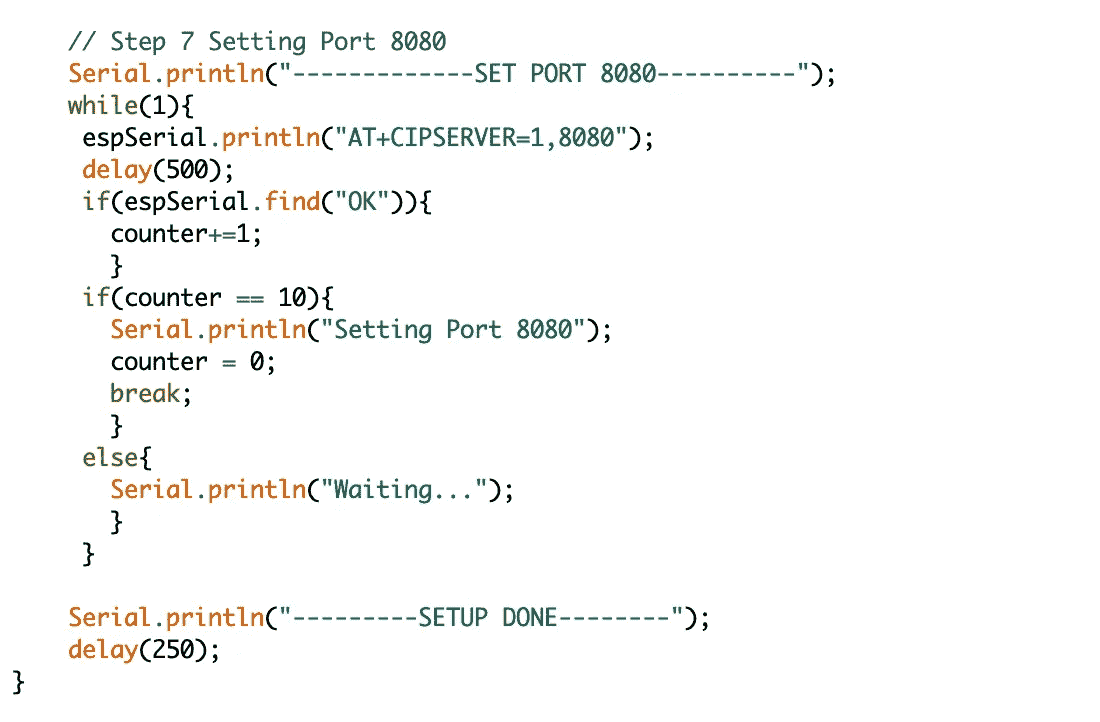 // Step 7 Setting Port 8080
Serial.println("-------------SET PORT 8080----------");
while(1){
espSerial.println("AT+CIPSERVER=1,8080");
delay(500);
if(espSerial.find("OK")){
counter+=1;
}
if(counter == 10){
Serial.println("Setting Port 8080");
counter = 0;
break;
}
else{
Serial.println("Waiting...");
}
}
Serial.println("---------SETUP DONE--------");
delay(250);
}